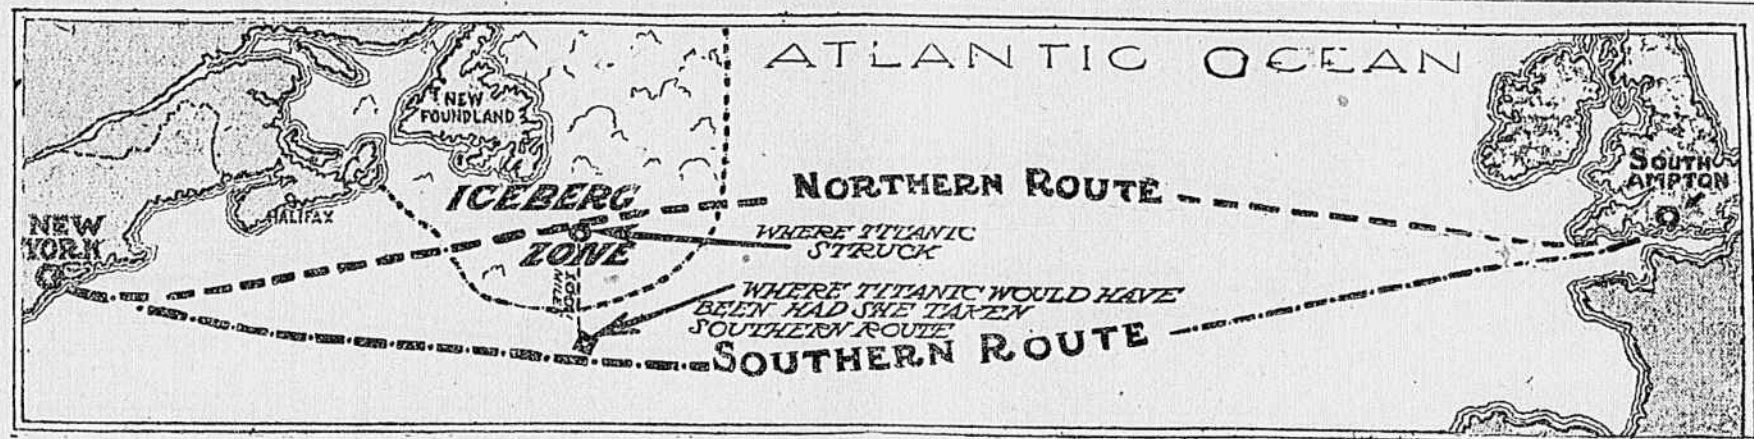 ATLANTIC OCEAN
NEW
FOUNDLAND
SOUTH
AMPTON
NORTHERN ROUTE
ICEBERG
ZONE
HALIFAX
NEW
YORK
WHERE TITANIC
STRUCK
WHERE TITANIC WOULD HAVE
BEEN HAD SHE TAKEN
SOUTHERN ROUTE
SOUTHERN ROUTE